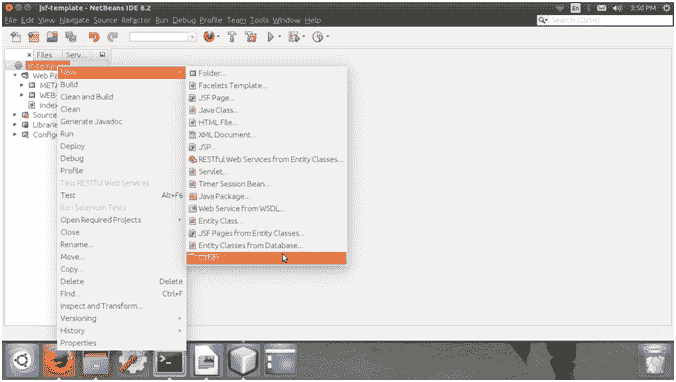 jsf-template - NetBeans IDE 8.2
En
3:50 PM
File Edit View Navigate Source Refactor Run Debug Profile Team Tools Window Help
Search (Ctrl+I)
Files
Serv...
New
Web Pa
META
WEB-
index
Source
Librarie
Configu
Build
Clean and Build
Clean
Generate Javadoc
Run
Deploy
Debug
Profile
Test RESTful Web Services
Test Alt+F6
Run Selenium Tests
Open Required Projects
Close
Rename...
Move...
Copy...
Delete Delete
Find... Ctrl+F
Inspect and Transform...
Versioning
History
Properties
Folder...
Facelets Template...
JSF Page...
Java Class...
HTML File...
XML Document...
JSP...
RESTful Web Services from Entity Classes...
Servlet...
Timer Session Bean...
Java Package...
Web Service from WSDL...
Entity Class...
JSF Pages from Entity Classes...
Entity Classes from Database...